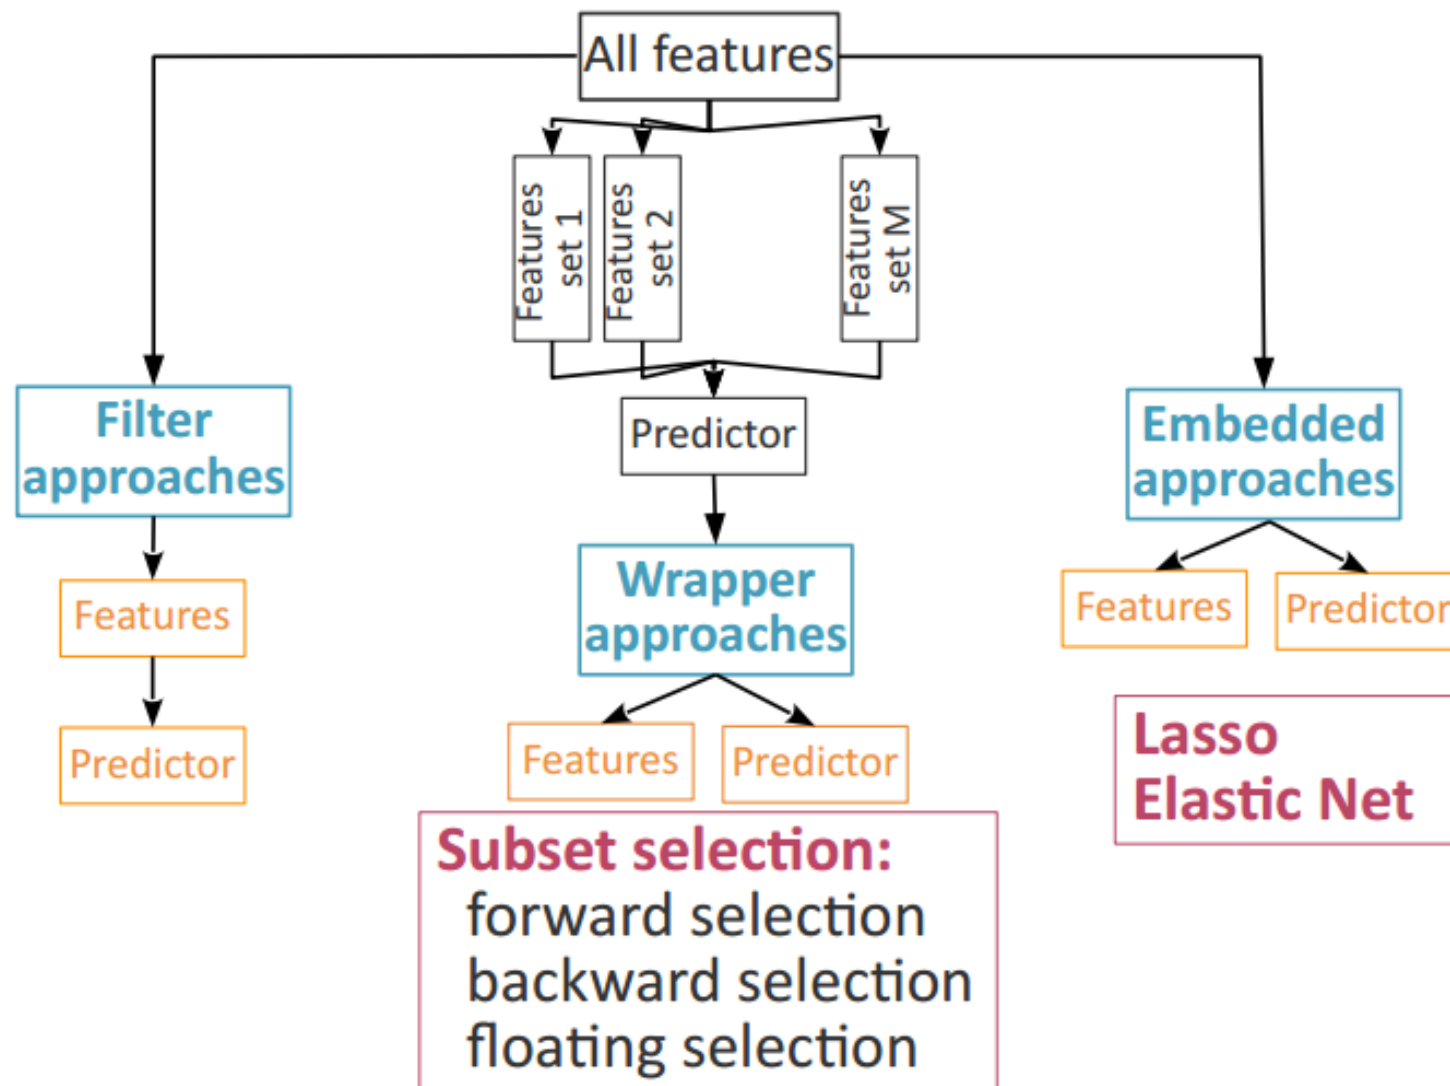 All features
Features
set 1
Features
set 2
Features
set M
Predictor
Filter
approaches
Features
Predictor
Wrapper
approaches
Features
Predictor
Subset selection:
forward selection
backward selection
floating selection
Embedded
approaches
Features
Predictor
Lasso
Elastic Net